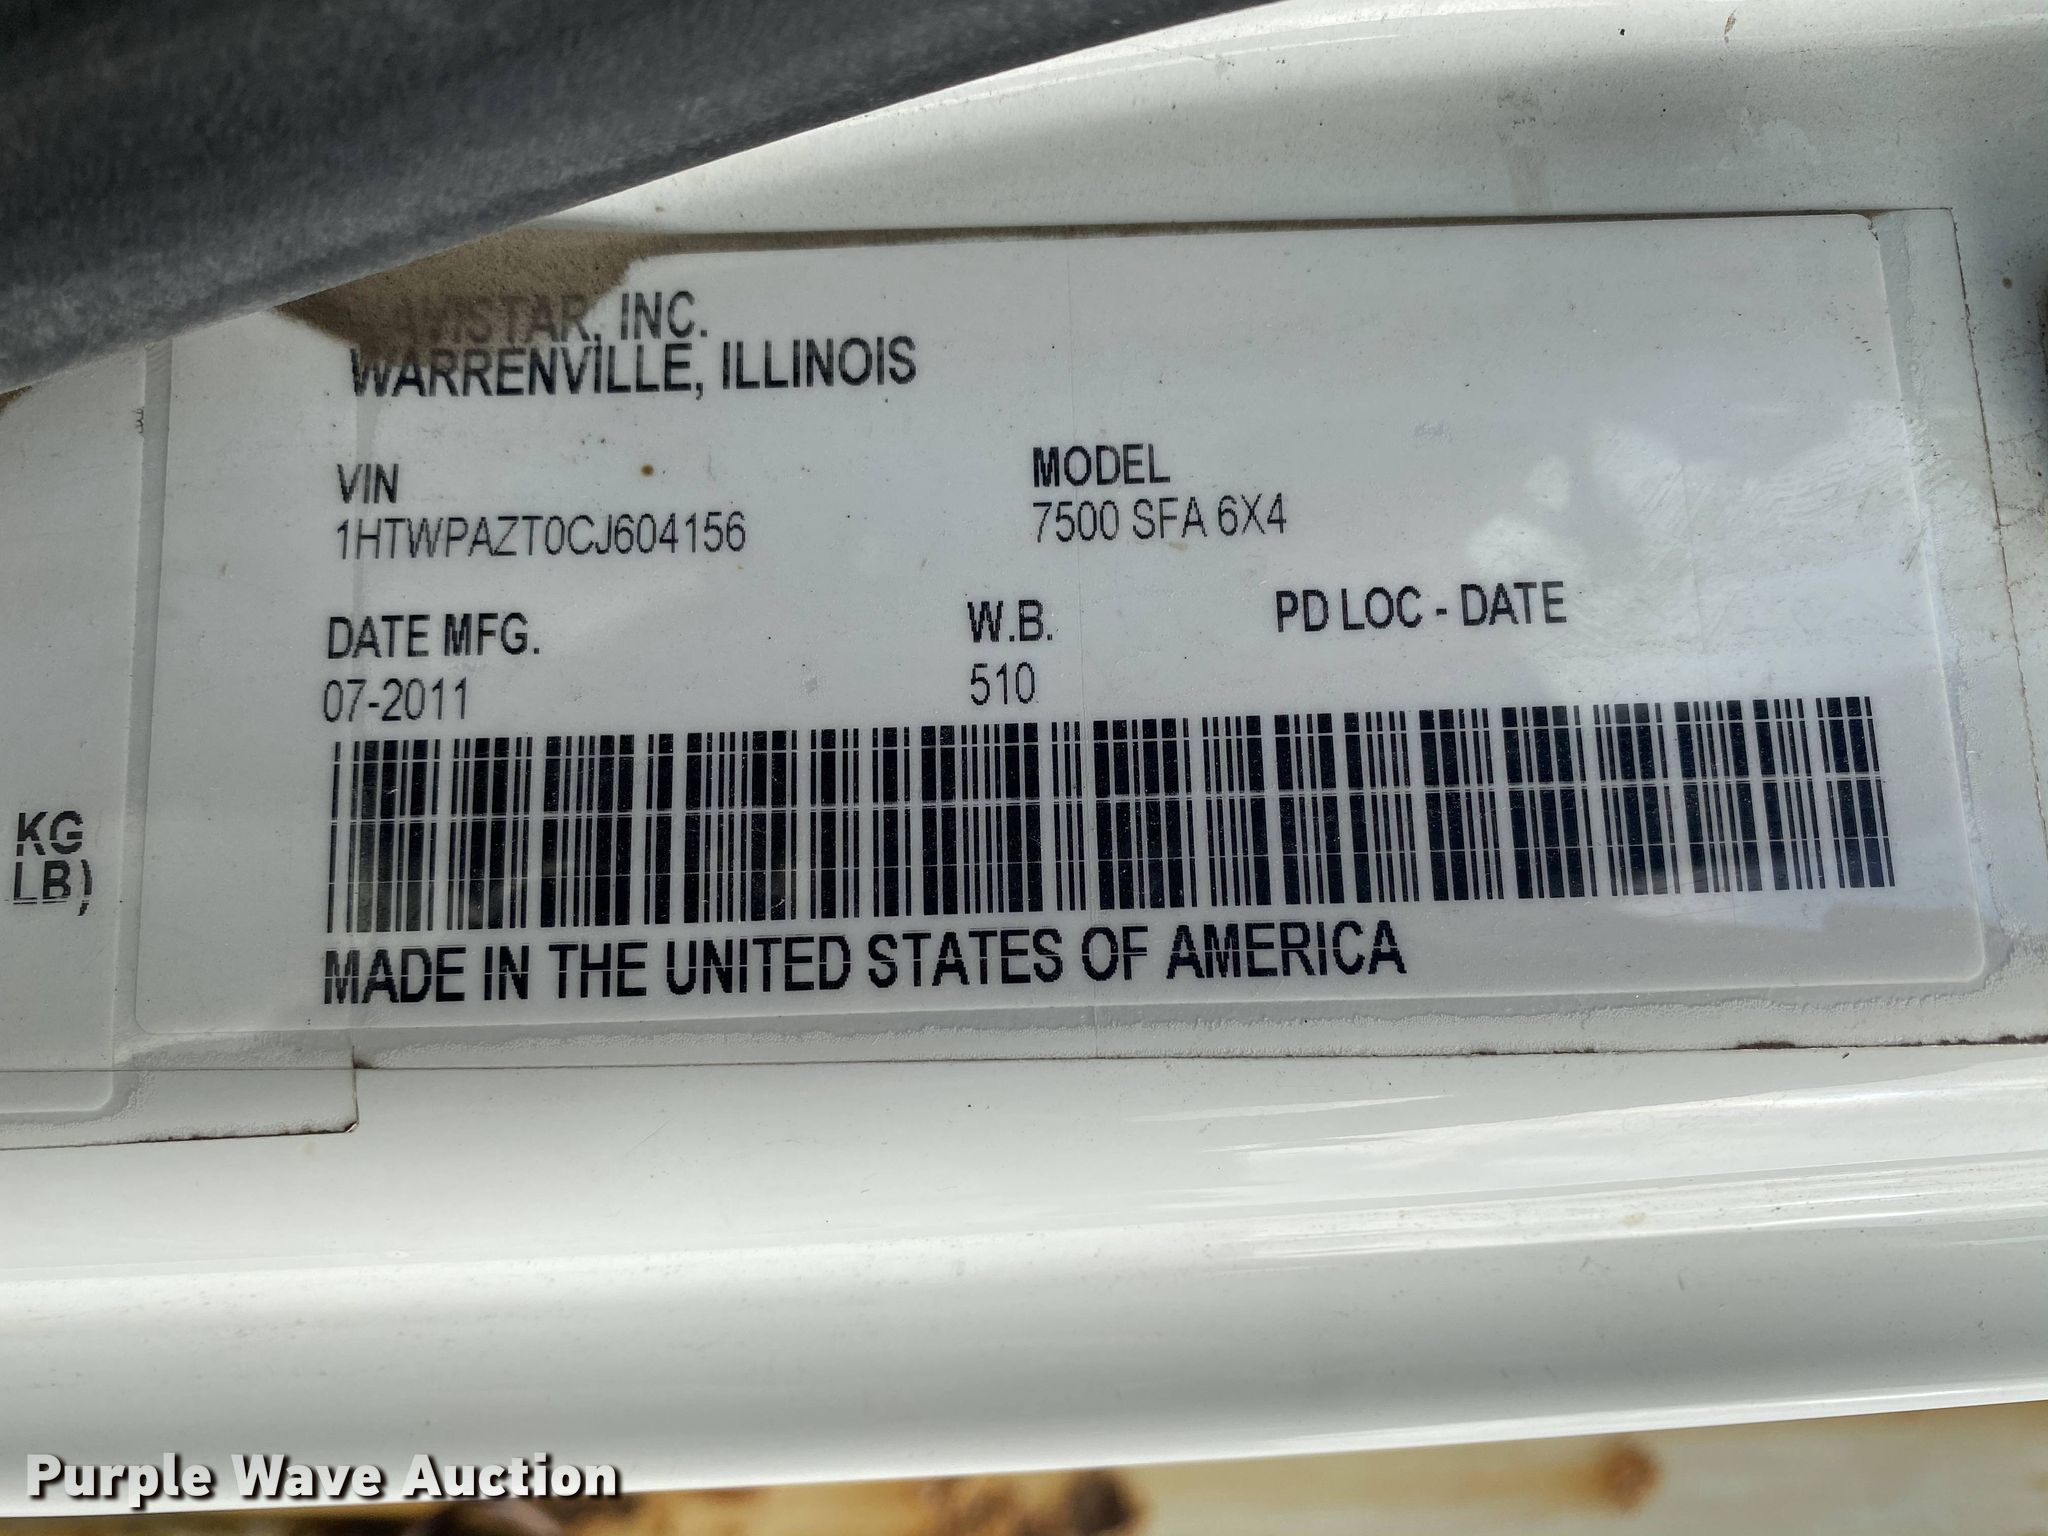 NAVISTAR, INC.
WARRENVILLE, ILLINOIS
VIN
1HTWPAZT0CJ604156
MODEL
7500 SFA 6X4
DATE MFG.
07-2011
W.B.
510
PD LOC - DATE
MADE IN THE UNITED STATES OF AMERICA
KG
LB)
Purple Wave Auction